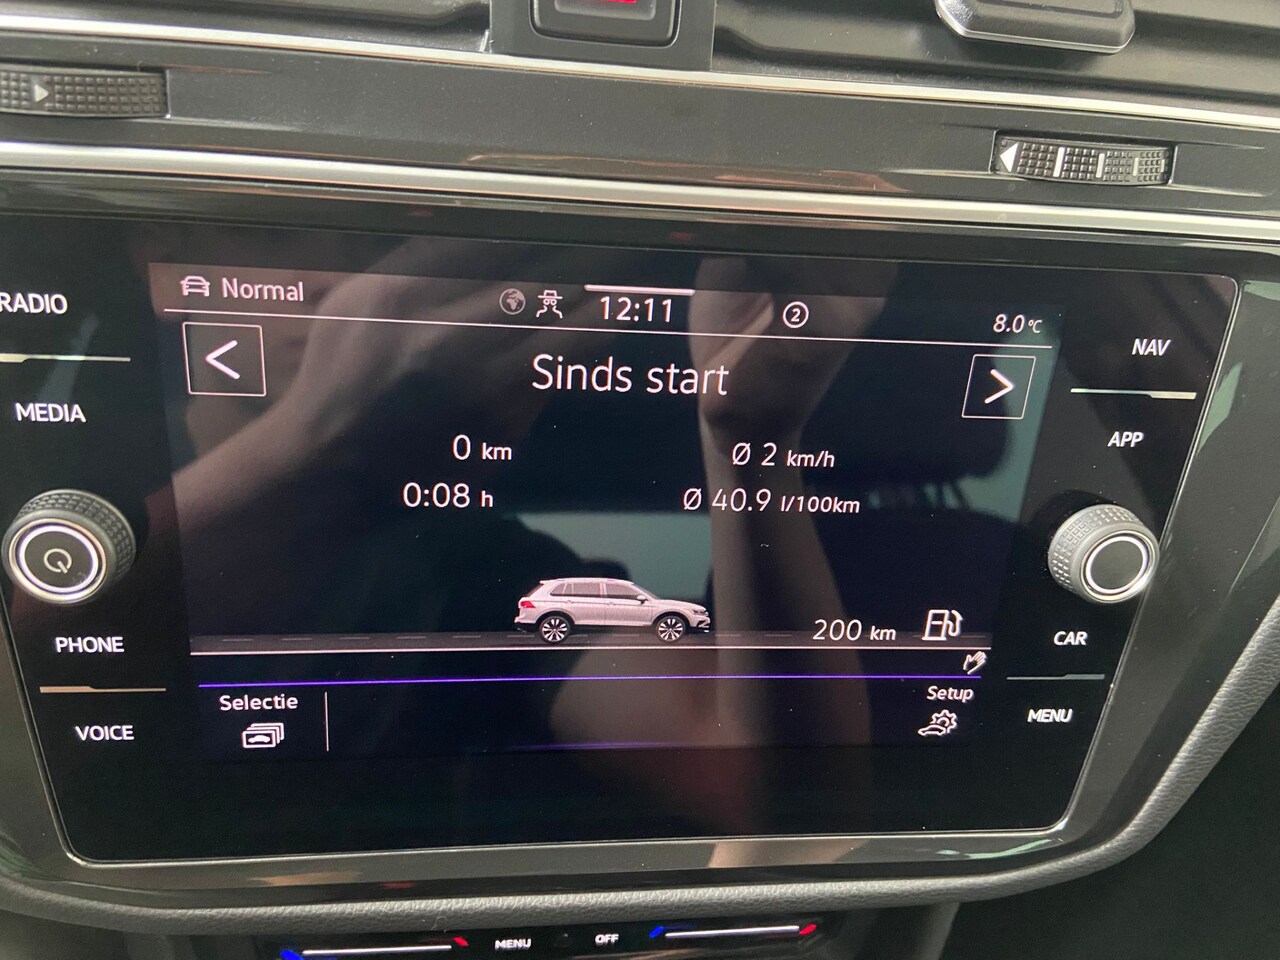 RADIO
MEDIA
PHONE
VOICE
Normal
12:11
2
8.0°C
<
Sinds start
>
0 km
Ø 2 km/h
0:08 h
Ø 40.9 l/100km
200 km
Selectie
Setup
NAV
APP
CAR
MENU
MENU
OFF